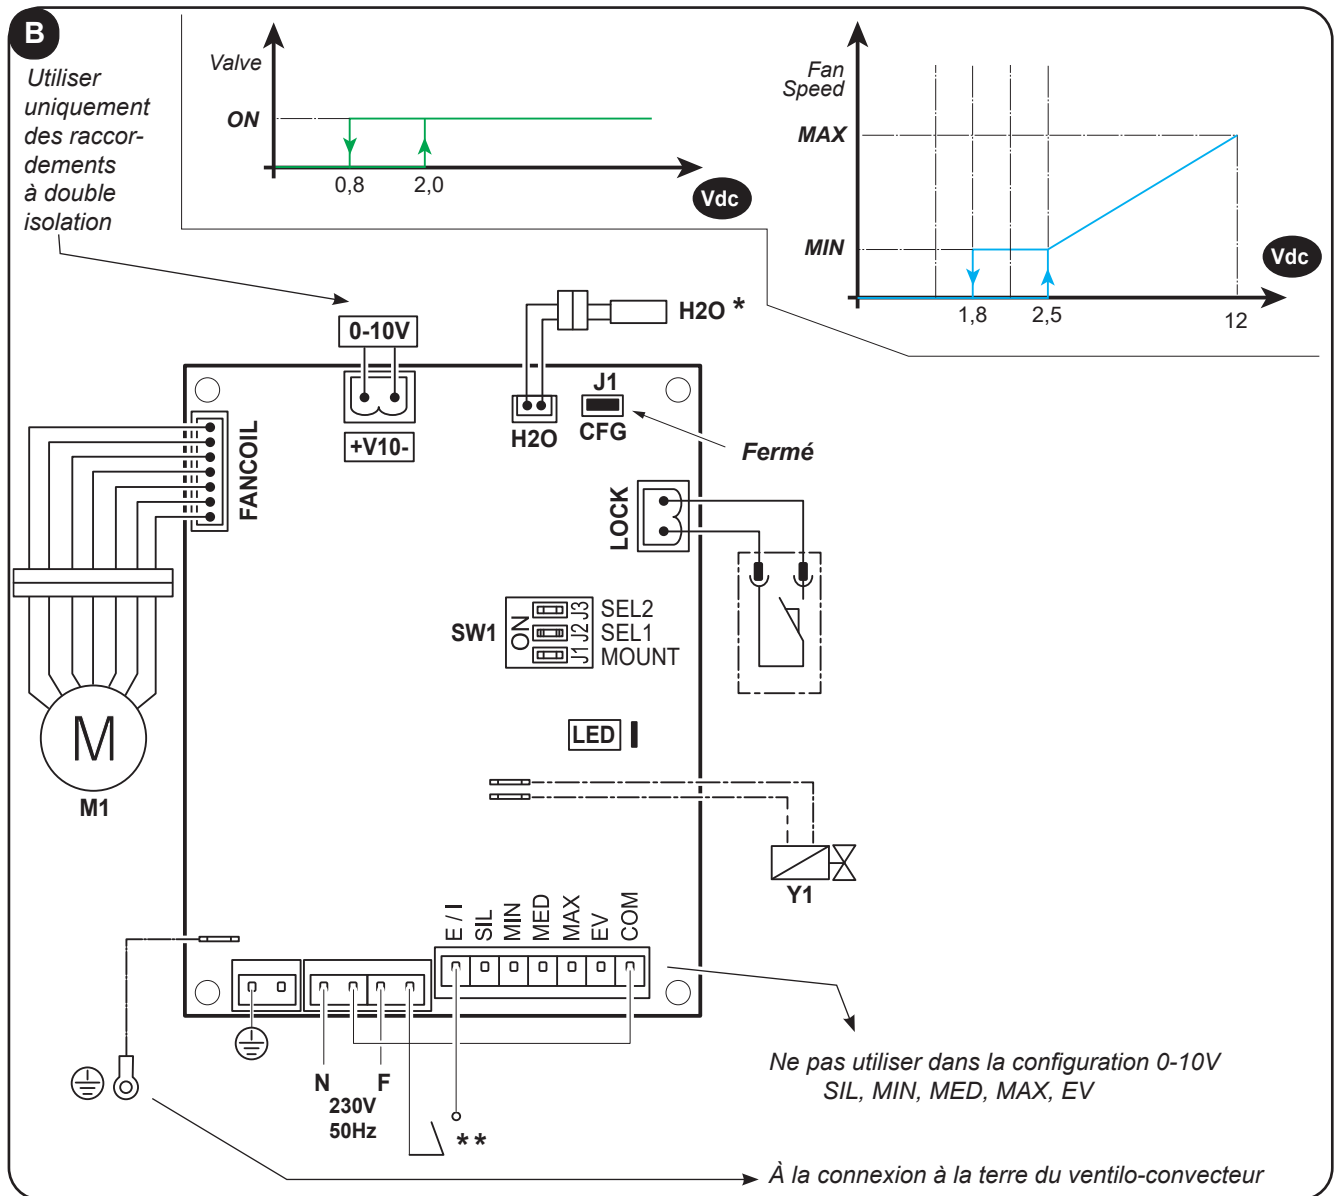 B
Utiliser
uniquement
des raccor-
dements
à double
isolation
Valve
ON
0,8
2,0
Vdc
Fan
Speed
MAX
MIN
Vdc
1,8
2,5
12
0-10V
+V10-
H2O *
H2O
J1
CFG
Fermé
FANCOIL
LOCK
M
M1
SW1
ON
J3 SEL2
J2 SEL1
J1 MOUNT
LED
Y1
E / I
SIL
MIN
MED
MAX
EV
COM
N
F
230V
50Hz
**
Ne pas utiliser dans la configuration 0-10V
SIL, MIN, MED, MAX, EV
À la connexion à la terre du ventilo-convecteur